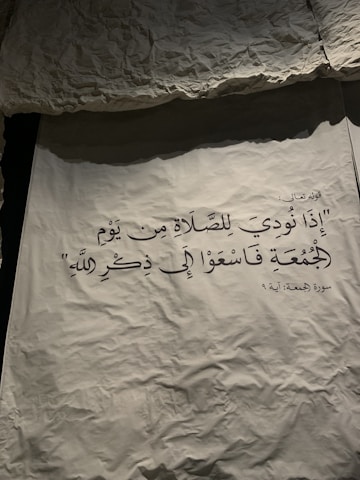 قوله تعالى:
"إِذَا نُودِيَ لِلصَّلَاةِ مِن يَوْمِ
الْجُمُعَةِ فَاسْعَوْا إِلَى ذِكْرِ اللَّهِ"
سورة الجمعة: آية ٩